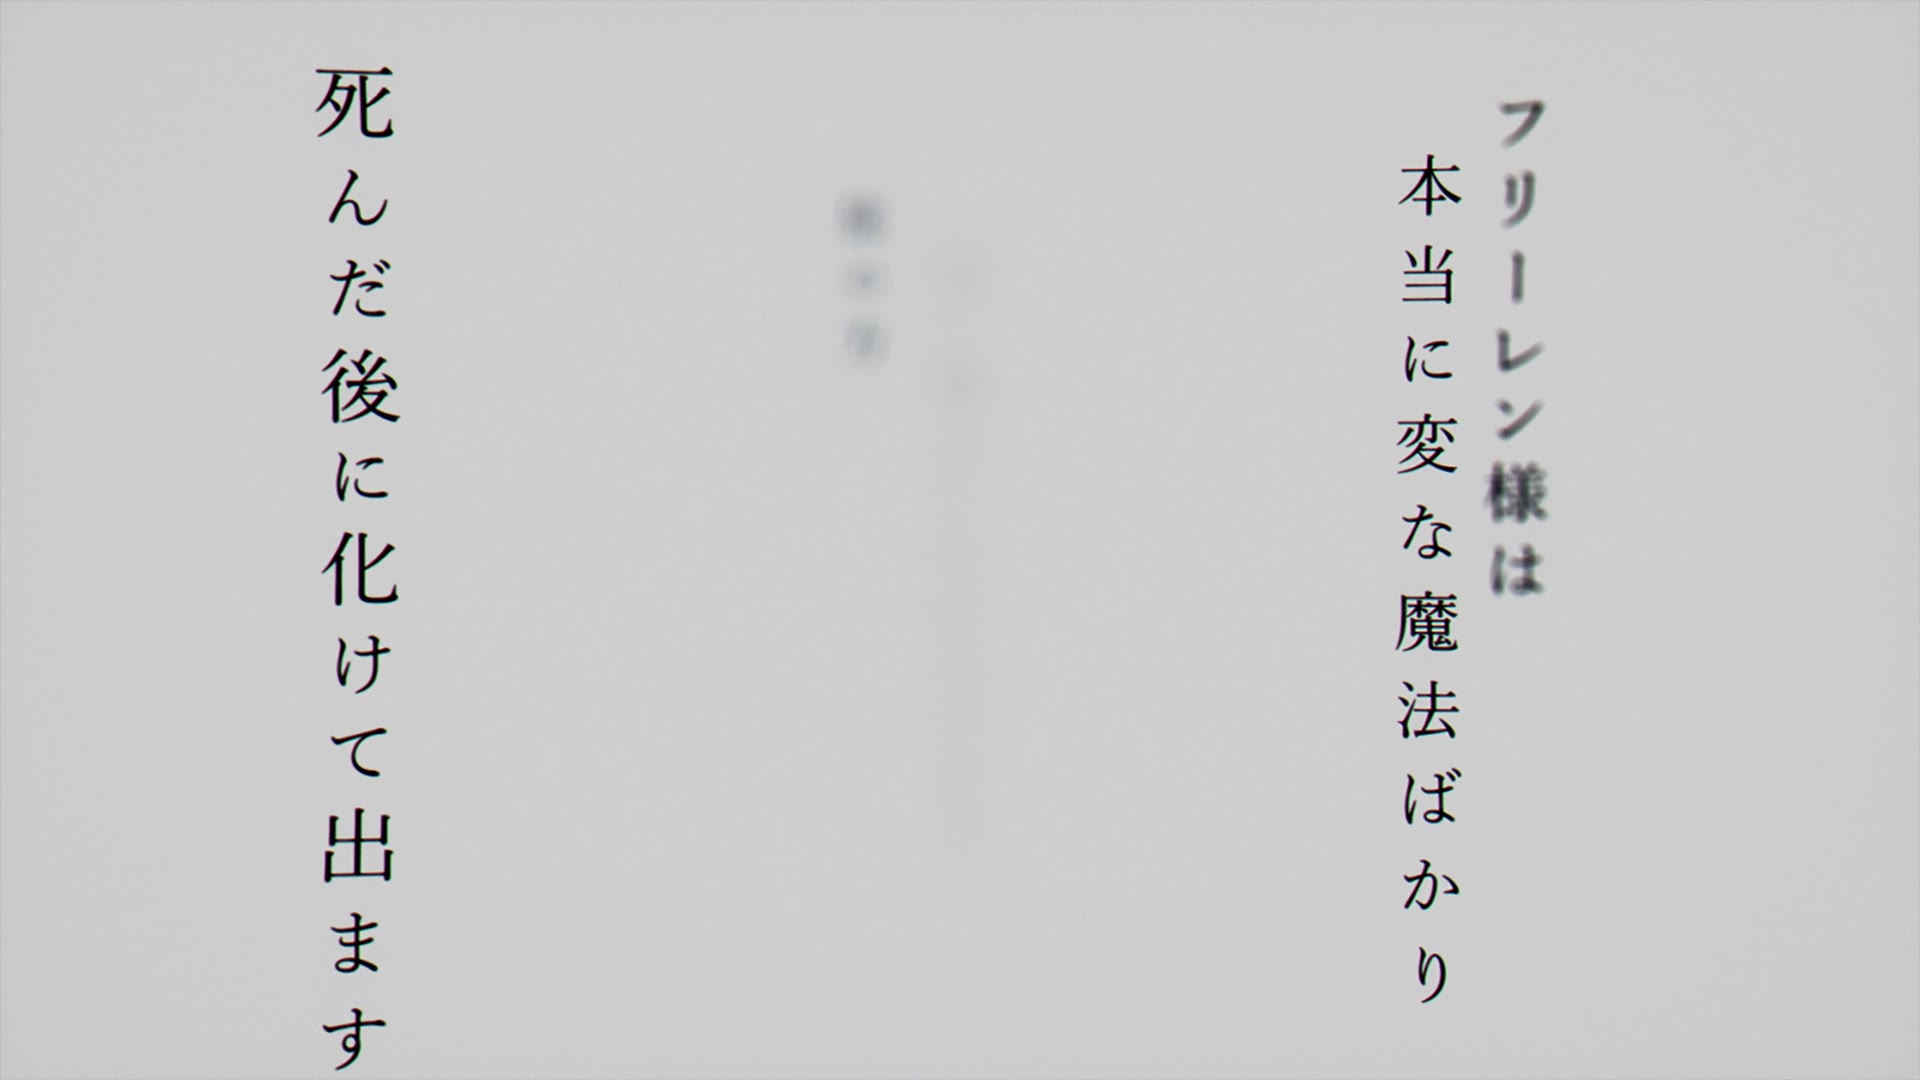 フリーレン様は
本当に変な魔法ばかり
死んだ後に化けて出ます